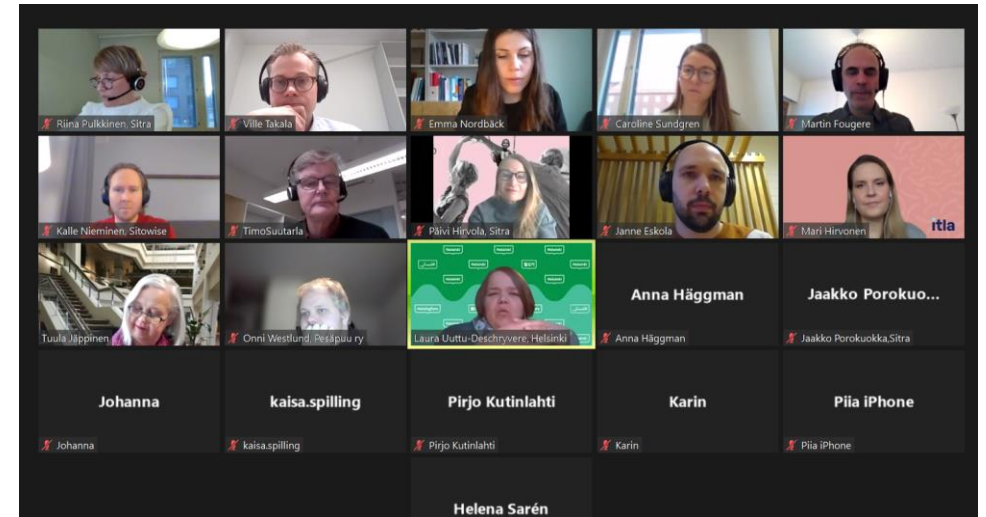 Riina Pulkkinen, Sitra
Ville Takala
Emma Nordbäck
Caroline Sundgren
Martin Fougere
Kalle Nieminen, Sitowise
TimoSuutarla
Päivi Hirvola, Sitra
Janne Eskola
Mari Hirvonen
itla
Tuula Jäppinen
Onni Westlund, Pesäpuu ry
Laura Uuttu-Deschryvere, Helsinki
Anna Häggman
Anna Häggman
Jaakko Porokuo...
Jaakko Porokuokka,Sitra
Johanna
Johanna
kaisa.spilling
kaisa.spilling
Pirjo Kutinlahti
Pirjo Kutinlahti
Karin
Karin
Piia iPhone
Piia iPhone
Helena Sarén